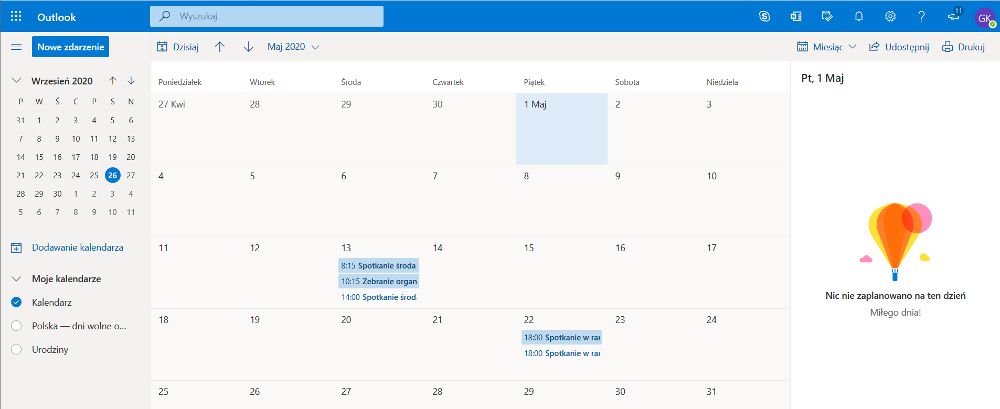 Outlook
Wyszukaj
11
GK
Nowe zdarzenie
Dzisiaj
Maj 2020
Miesiąc
Udostępnij
Drukuj
Wrzesień 2020
P W Ś C P S N
31 1 2 3 4 5 6
7 8 9 10 11 12 13
14 15 16 17 18 19 20
21 22 23 24 25 26 27
28 29 30 1 2 3 4
5 6 7 8 9 10 11
Dodawanie kalendarza
Moje kalendarze
Kalendarz
Polska — dni wolne o...
Urodziny
Poniedziałek Wtorek Środa Czwartek Piątek Sobota Niedziela
27 Kwi 28 29 30 1 Maj 2 3
4 5 6 7 8 9 10
11 12 13 14 15 16 17
8:15 Spotkanie środa
10:15 Zebranie organ
14:00 Spotkanie środ
18 19 20 21 22 23 24
18:00 Spotkanie w ra
18:00 Spotkanie w ra
25 26 27 28 29 30 31
Pt, 1 Maj
Nic nie zaplanowano na ten dzień
Miłego dnia!